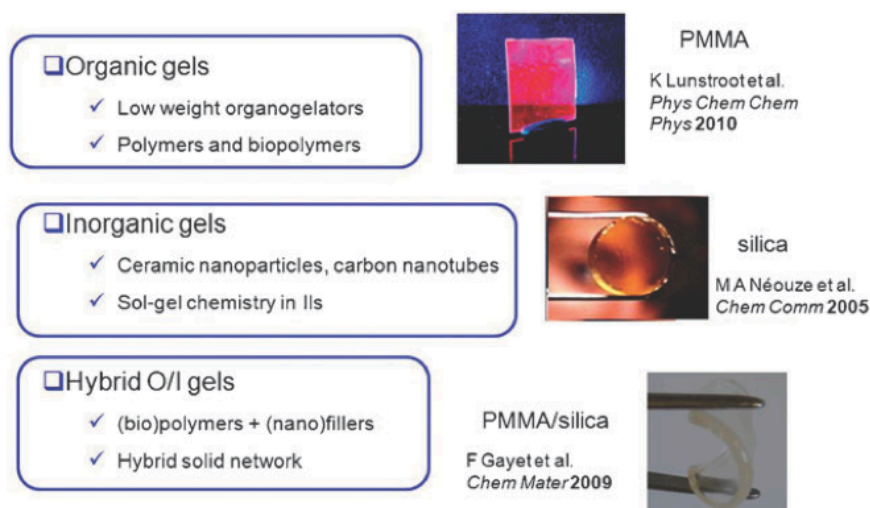 ❑Organic gels
✓ Low weight organogelators
✓ Polymers and biopolymers
PMMA
K Lunstroot et al.
Phys Chem Chem
Phys 2010
❑Inorganic gels
✓ Ceramic nanoparticles, carbon nanotubes
✓ Sol-gel chemistry in Ils
silica
M A Néouze et al.
Chem Comm 2005
❑Hybrid O/I gels
✓ (bio)polymers + (nano)fillers
✓ Hybrid solid network
PMMA/silica
F Gayet et al.
Chem Mater 2009